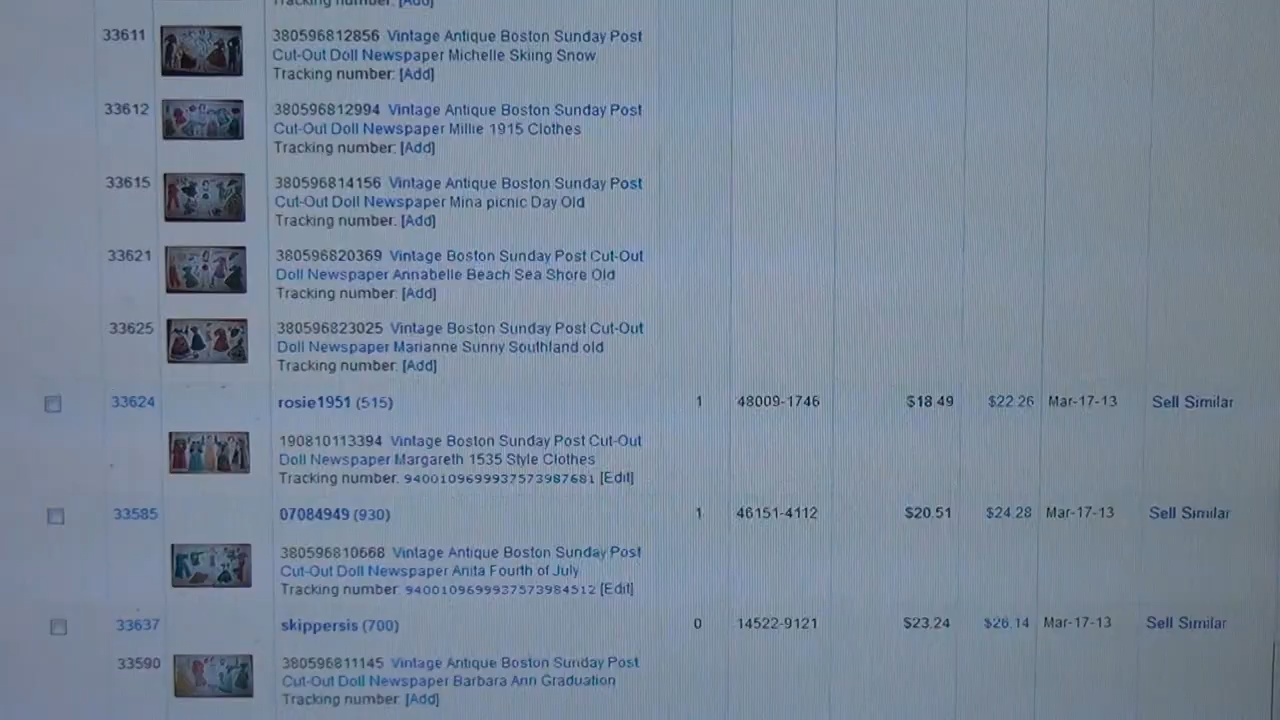 Tracking number: [Add]
33611
380596812856 Vintage Antique Boston Sunday Post
Cut-Out Doll Newspaper Michelle Skiing Snow
Tracking number: [Add]
33612
380596812994 Vintage Antique Boston Sunday Post
Cut-Out Doll Newspaper Millie 1915 Clothes
Tracking number: [Add]
33615
380596814156 Vintage Antique Boston Sunday Post
Cut-Out Doll Newspaper Mina picnic Day Old
Tracking number: [Add]
33621
380596820369 Vintage Boston Sunday Post Cut-Out
Doll Newspaper Annabelle Beach Sea Shore Old
Tracking number: [Add]
33625
380596823025 Vintage Boston Sunday Post Cut-Out
Doll Newspaper Marianne Sunny Southland old
Tracking number: [Add]
33624 rosie1951 (515) 1 48009-1746 $18.49 $22.26 Mar-17-13 Sell Similar
190810113394 Vintage Boston Sunday Post Cut-Out
Doll Newspaper Margareth 1535 Style Clothes
Tracking number: 9400109699937573987681 [Edit]
33585 07084949 (930) 1 46151-4112 $20.51 $24.28 Mar-17-13 Sell Similar
380596810668 Vintage Antique Boston Sunday Post
Cut-Out Doll Newspaper Anita Fourth of July
Tracking number: 9400109699937573984512 [Edit]
33637 skippersis (700) 0 14522-9121 $23.24 $26.14 Mar-17-13 Sell Similar
33590
380596811145 Vintage Antique Boston Sunday Post
Cut-Out Doll Newspaper Barbara Ann Graduation
Tracking number: [Add]